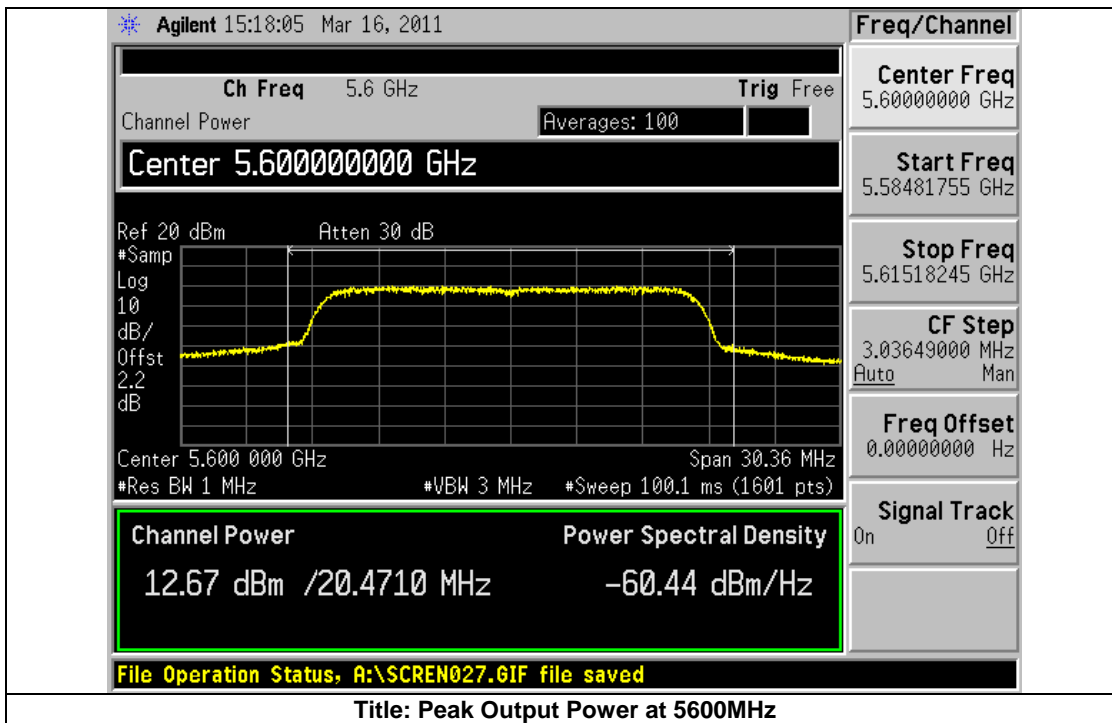 Agilent 15:18:05 Mar 16, 2011
Freq/Channel
Ch Freq 5.6 GHz Trig Free
Channel Power Averages: 100
Center 5.600000000 GHz
Ref 20 dBm Atten 30 dB
#Samp
Log
10
dB/
Offst
2.2
dB
Center 5.600 000 GHz Span 30.36 MHz
#Res BW 1 MHz #VBW 3 MHz #Sweep 100.1 ms (1601 pts)
Channel Power Power Spectral Density
12.67 dBm /20.4710 MHz -60.44 dBm/Hz
File Operation Status, A:\SCREN027.GIF file saved
Center Freq
5.60000000 GHz
Start Freq
5.58481755 GHz
Stop Freq
5.61518245 GHz
CF Step
3.03649000 MHz
Auto Man
Freq Offset
0.00000000 Hz
Signal Track
On Off
Title: Peak Output Power at 5600MHz